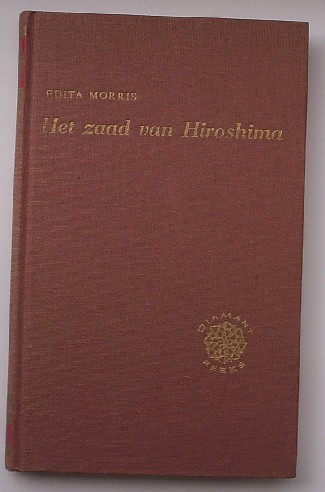 EDITA MORRIS
Het zaad van Hiroshima
DIAMANT
REEKS